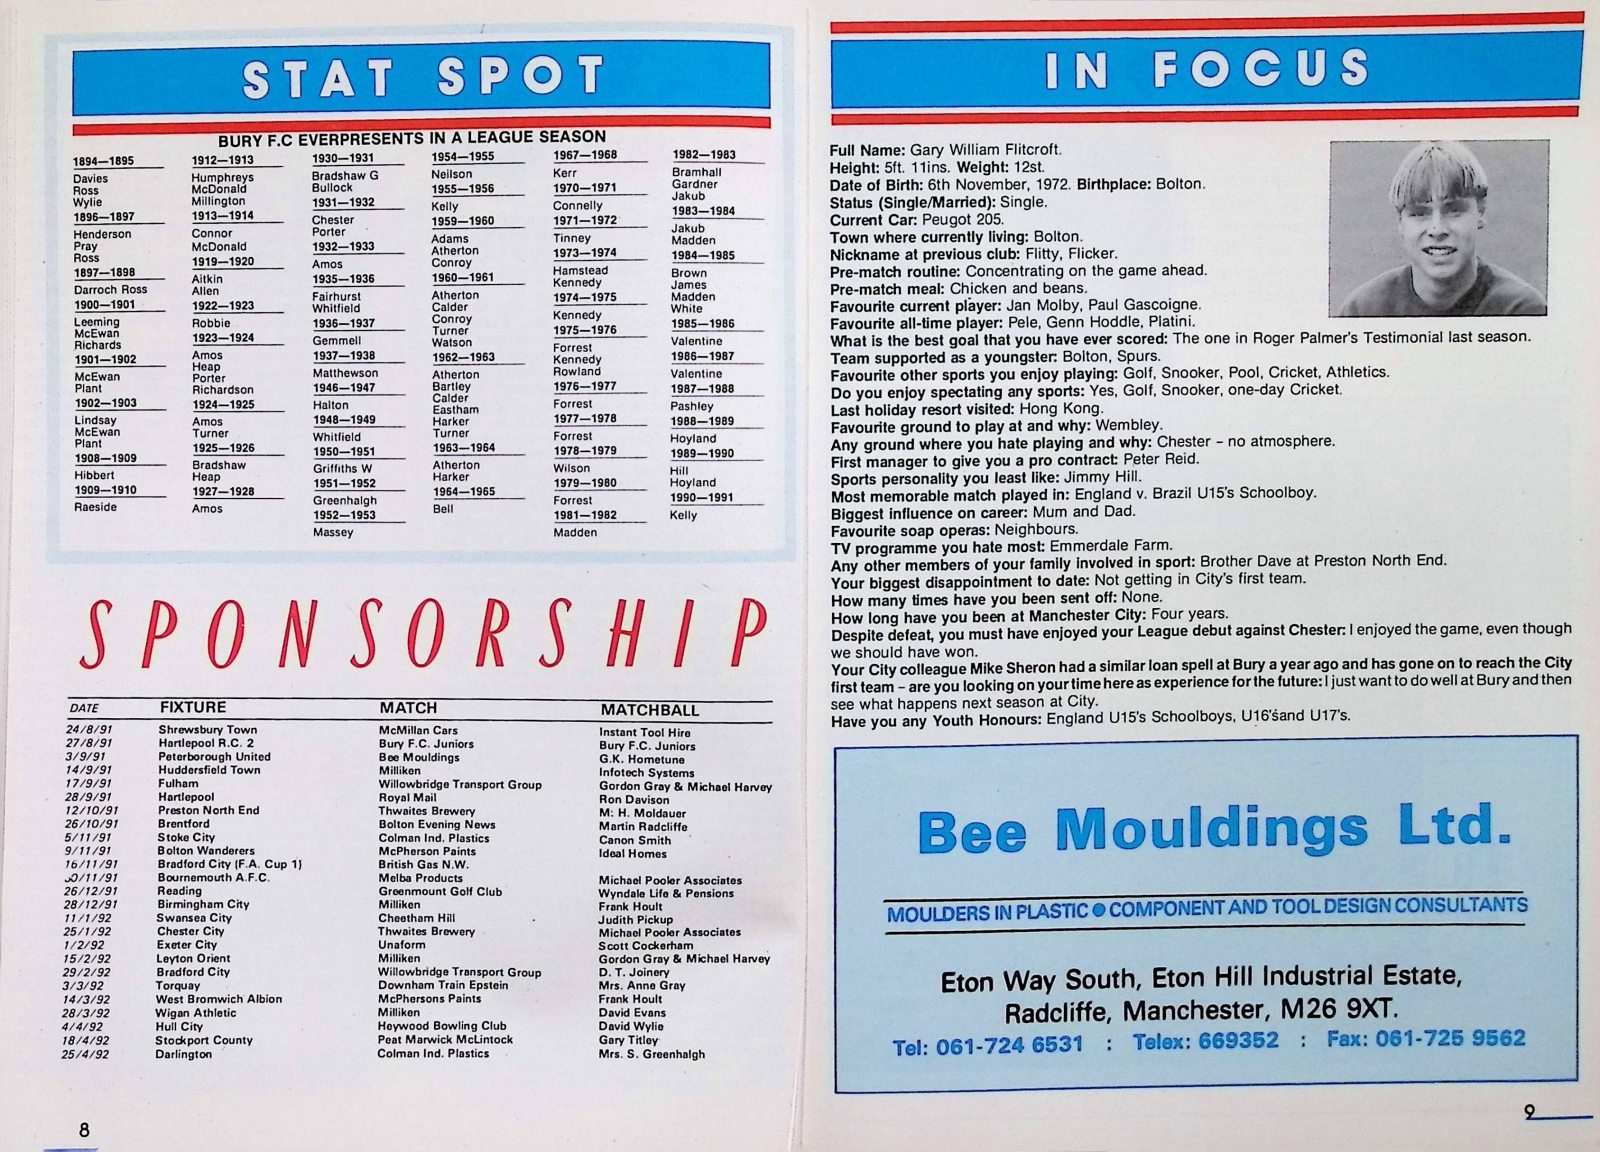 STAT SPOT
BURY F.C EVERPRESENTS IN A LEAGUE SEASON
1894—1895
Davies
Ross
Wylie
1896—1897
Henderson
Pray
Ross
1897—1898
Darroch Ross
1900—1901
Leeming
McEwan
Richards
1901—1902
McEwan
Plant
1902—1903
Lindsay
McEwan
Plant
1908—1909
Hibbert
1909—1910
Raeside
1912—1913
Humphreys
McDonald
Millington
1913—1914
Connor
McDonald
1919—1920
Aitkin
Allen
1922—1923
Robbie
1923—1924
Amos
Heap
Porter
Richardson
1924—1925
Amos
Turner
1925—1926
Bradshaw
Heap
1927—1928
Amos
1930—1931
Bradshaw G
Bullock
1931—1932
Chester
Porter
1932—1933
Amos
1935—1936
Fairhurst
Whitfield
1936—1937
Gemmell
1937—1938
Matthewson
1946—1947
Halton
1948—1949
Whitfield
1950—1951
Griffiths W
1951—1952
Greenhalgh
1952—1953
Massey
1954—1955
Neilson
1955—1956
Kelly
1959—1960
Adams
Atherton
Conroy
1960—1961
Atherton
Calder
Conroy
Turner
Watson
1962—1963
Atherton
Bartley
Calder
Eastham
Harker
Turner
1963—1964
Atherton
Harker
1964—1965
Bell
1967—1968
Kerr
1970—1971
Connelly
1971—1972
Tinney
1973—1974
Hamstead
Kennedy
1974—1975
Kennedy
1975—1976
Forrest
Kennedy
Rowland
1976—1977
Forrest
1977—1978
Forrest
1978—1979
Wilson
1979—1980
Forrest
1981—1982
Madden
1982—1983
Bramhall
Gardner
Jakub
1983—1984
Jakub
Madden
1984—1985
Brown
James
Madden
White
1985—1986
Valentine
1986—1987
Valentine
1987—1988
Pashley
1988—1989
Hoyland
1989—1990
Hill
Hoyland
1990—1991
Kelly
SPONSORSHIP
DATE FIXTURE MATCH MATCHBALL
24/8/91 Shrewsbury Town McMillan Cars Instant Tool Hire
27/8/91 Hartlepool R.C. 2 Bury F.C. Juniors Bury F.C. Juniors
3/9/91 Peterborough United Bee Mouldings G.K. Hometune
14/9/91 Huddersfield Town Milliken Infotech Systems
17/9/91 Fulham Willowbridge Transport Group Gordon Gray & Michael Harvey
28/9/91 Hartlepool Royal Mail Ron Davison
12/10/91 Preston North End Thwaites Brewery M: H. Moldauer
26/10/91 Brentford Bolton Evening News Martin Radcliffe
5/11/91 Stoke City Colman Ind. Plastics Canon Smith
9/11/91 Bolton Wanderers McPherson Paints Ideal Homes
16/11/91 Bradford City (F.A. Cup 1) British Gas N.W.
30/11/91 Bournemouth A.F.C. Melba Products Michael Pooler Associates
26/12/91 Reading Greenmount Golf Club Wyndale Life & Pensions
28/12/91 Birmingham City Milliken Frank Hoult
11/1/92 Swansea City Cheetham Hill Judith Pickup
25/1/92 Chester City Thwaites Brewery Michael Pooler Associates
1/2/92 Exeter City Unaform Scott Cockerham
15/2/92 Leyton Orient Milliken Gordon Gray & Michael Harvey
29/2/92 Bradford City Willowbridge Transport Group D. T. Joinery
3/3/92 Torquay Downham Train Epstein Mrs. Anne Gray
14/3/92 West Bromwich Albion McPhersons Paints Frank Hoult
28/3/92 Wigan Athletic Milliken David Evans
4/4/92 Hull City Heywood Bowling Club David Wylie
18/4/92 Stockport County Peat Marwick McLintock Gary Titley
25/4/92 Darlington Colman Ind. Plastics Mrs. S. Greenhalgh
8
IN FOCUS
Full Name: Gary William Flitcroft.
Height: 5ft. 11ins. Weight: 12st.
Date of Birth: 6th November, 1972. Birthplace: Bolton.
Status (Single/Married): Single.
Current Car: Peugot 205.
Town where currently living: Bolton.
Nickname at previous club: Flitty, Flicker.
Pre-match routine: Concentrating on the game ahead.
Pre-match meal: Chicken and beans.
Favourite current player: Jan Molby, Paul Gascoigne.
Favourite all-time player: Pele, Genn Hoddle, Platini.
What is the best goal that you have ever scored: The one in Roger Palmer's Testimonial last season.
Team supported as a youngster: Bolton, Spurs.
Favourite other sports you enjoy playing: Golf, Snooker, Pool, Cricket, Athletics.
Do you enjoy spectating any sports: Yes, Golf, Snooker, one-day Cricket.
Last holiday resort visited: Hong Kong.
Favourite ground to play at and why: Wembley.
Any ground where you hate playing and why: Chester – no atmosphere.
First manager to give you a pro contract: Peter Reid.
Sports personality you least like: Jimmy Hill.
Most memorable match played in: England v. Brazil U15's Schoolboy.
Biggest influence on career: Mum and Dad.
Favourite soap operas: Neighbours.
TV programme you hate most: Emmerdale Farm.
Any other members of your family involved in sport: Brother Dave at Preston North End.
Your biggest disappointment to date: Not getting in City's first team.
How many times have you been sent off: None.
How long have you been at Manchester City: Four years.
Despite defeat, you must have enjoyed your League debut against Chester: I enjoyed the game, even though
we should have won.
Your City colleague Mike Sheron had a similar loan spell at Bury a year ago and has gone on to reach the City
first team – are you looking on your time here as experience for the future: I just want to do well at Bury and then
see what happens next season at City.
Have you any Youth Honours: England U15's Schoolboys, U16's and U17's.
Bee Mouldings Ltd.
MOULDERS IN PLASTIC ● COMPONENT AND TOOL DESIGN CONSULTANTS
Eton Way South, Eton Hill Industrial Estate,
Radcliffe, Manchester, M26 9XT.
Tel: 061-724 6531 : Telex: 669352 : Fax: 061-725 9562
9